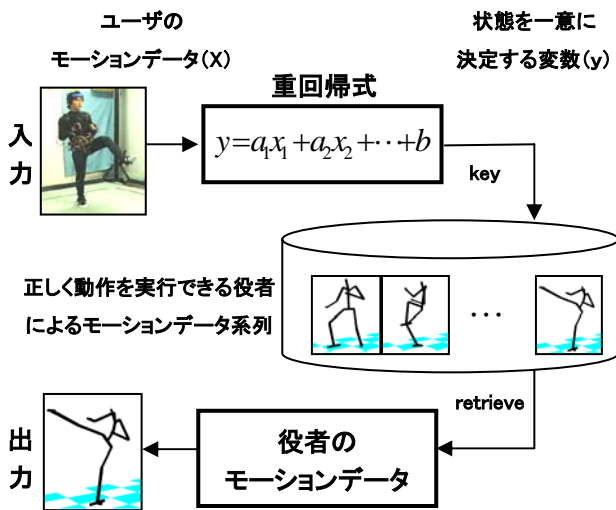 ユーザの
モーションデータ(X)
状態を一意に
決定する変数(y)
重回帰式
入力
y=a₁x₁+a₂x₂+⋯+b
key
正しく動作を実行できる役者
によるモーションデータ系列
…
retrieve
出力
役者の
モーションデータ